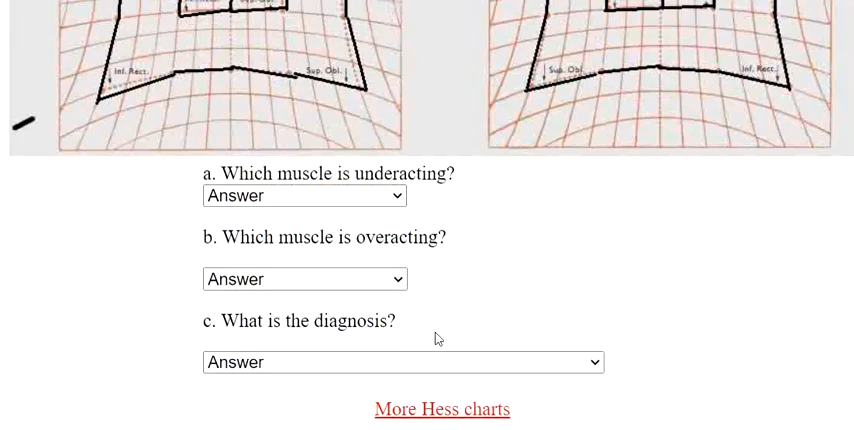 Inf. Rect.
Sup. Obl.
Sup. Obl.
Inf. Rect.
a. Which muscle is underacting?
Answer
b. Which muscle is overacting?
Answer
c. What is the diagnosis?
Answer
More Hess charts